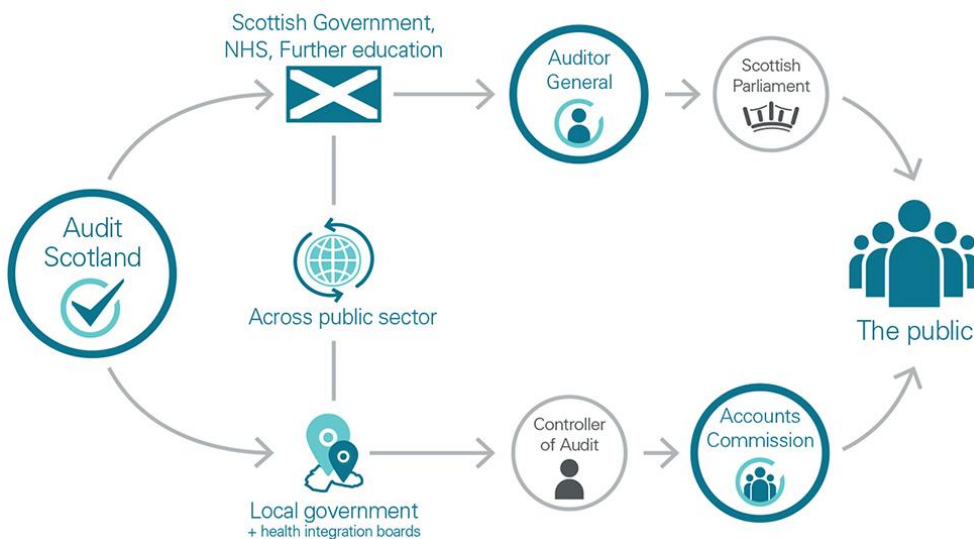 Scottish Government,
NHS, Further education
Auditor
General
Scottish
Parliament
Audit
Scotland
Across public sector
The public
Local government
+ health integration boards
Controller
of Audit
Accounts
Commission